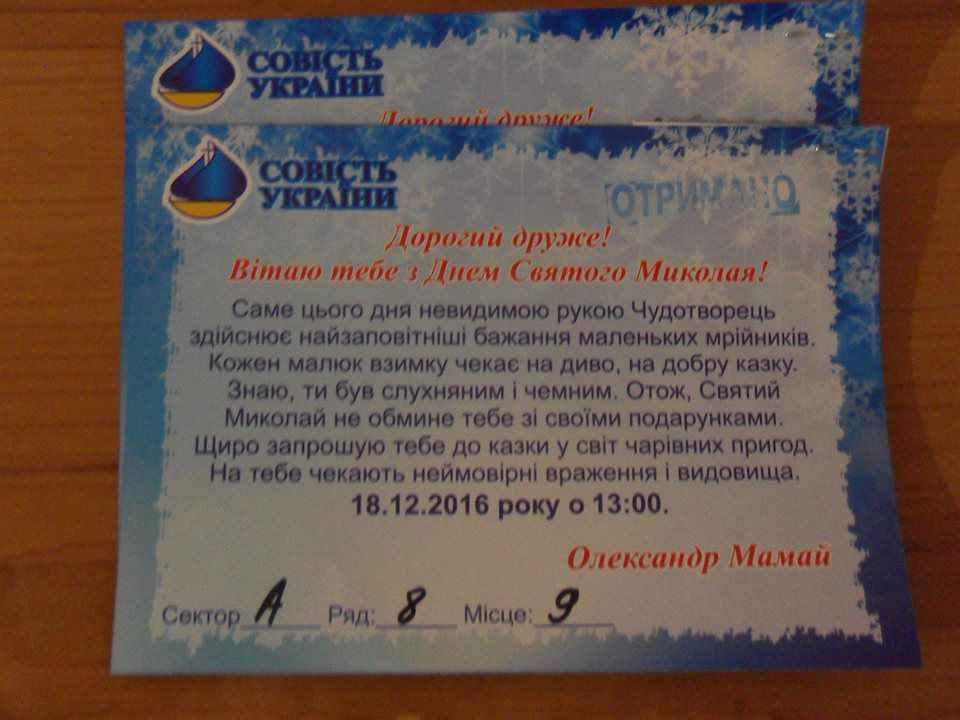 СОВІСТЬ
УКРАЇНИ
Дорогий друже!
СОВІСТЬ
УКРАЇНИ
ОТРИМАНО
Дорогий друже!
Вітаю тебе з Днем Святого Миколая!
Саме цього дня невидимою рукою Чудотворець
здійснює найзаповітніші бажання маленьких мрійників.
Кожен малюк взимку чекає на диво, на добру казку.
Знаю, ти був слухняним і чемним. Отож, Святий
Миколай не обмине тебе зі своїми подарунками.
Щиро запрошую тебе до казки у світ чарівних пригод.
На тебе чекають неймовірні враження і видовища.
18.12.2016 року о 13:00.
Олександр Мамай
Сектор А Ряд: 8 Місце: 9